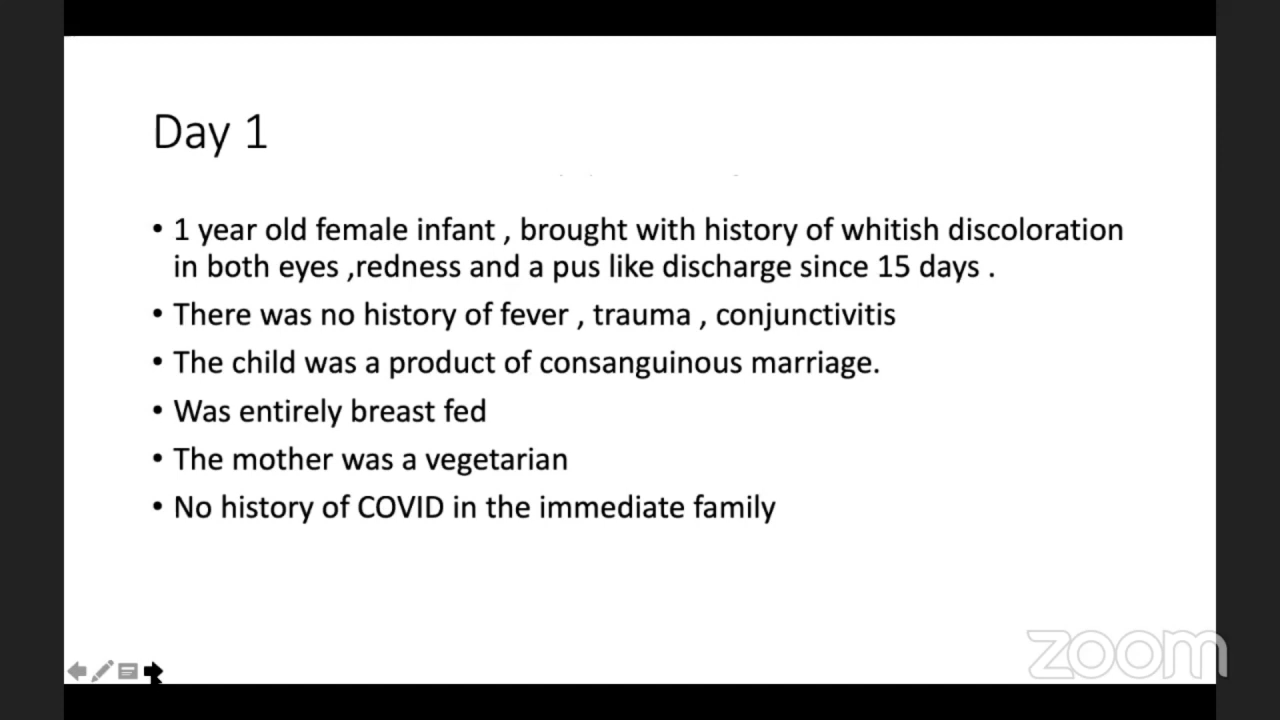 Day 1
• 1 year old female infant , brought with history of whitish discoloration
in both eyes ,redness and a pus like discharge since 15 days .
• There was no history of fever , trauma , conjunctivitis
• The child was a product of consanguinous marriage.
• Was entirely breast fed
• The mother was a vegetarian
• No history of COVID in the immediate family
zoom